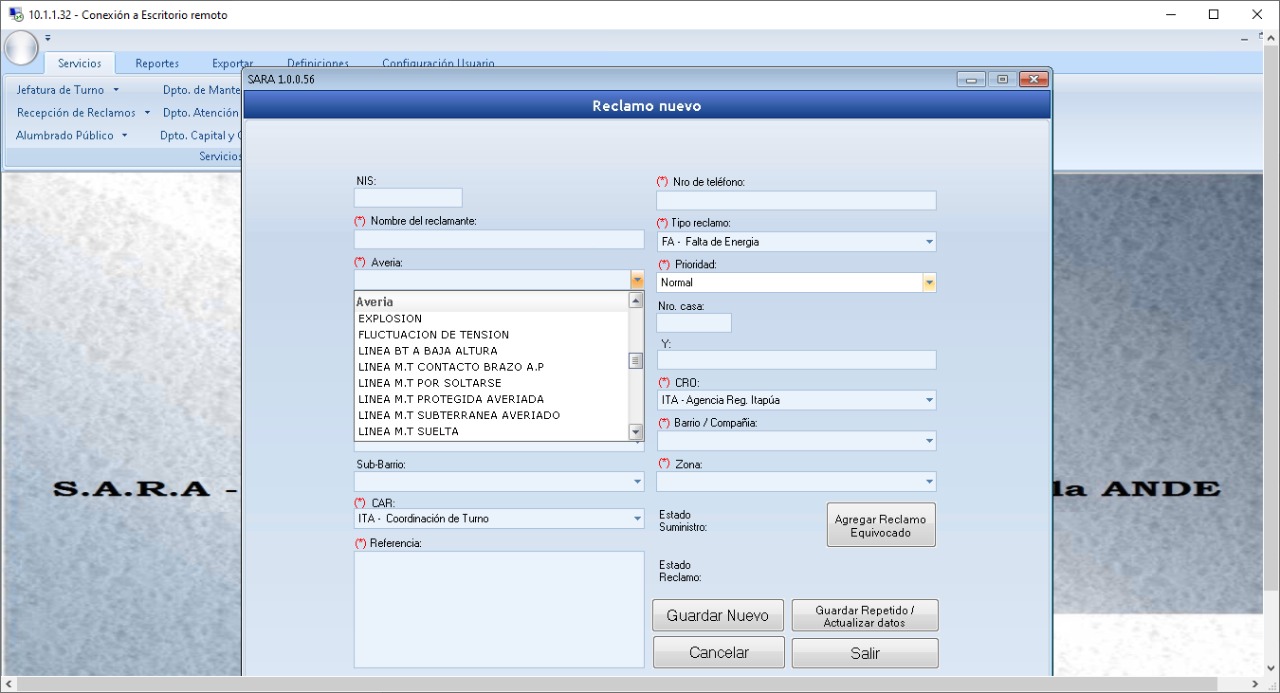 10.1.1.32 - Conexión a Escritorio remoto
Servicios
Reportes
Exportar
Definiciones
Configuración Usuario
Jefatura de Turno
Dpto. de Mante
Recepción de Reclamos
Dpto. Atención
Alumbrado Público
Dpto. Capital y
Servicios
SARA 1.0.0.56
Reclamo nuevo
NIS:
(*) Nro de teléfono:
(*) Nombre del reclamante:
(*) Tipo reclamo:
FA - Falta de Energia
(*) Averia:
(*) Prioridad:
Normal
Averia
EXPLOSION
FLUCTUACION DE TENSION
LINEA BT A BAJA ALTURA
LINEA M.T CONTACTO BRAZO A.P
LINEA M.T POR SOLTARSE
LINEA M.T PROTEGIDA AVERIADA
LINEA M.T SUBTERRANEA AVERIADO
LINEA M.T SUELTA
Nro. casa:
Y:
(*) CRO:
ITA - Agencia Reg. Itapúa
(*) Barrio / Compañia:
Sub-Barrio:
(*) Zona:
(*) CAR:
ITA - Coordinación de Turno
(*) Referencia:
Estado
Suministro:
Agregar Reclamo
Equivocado
Estado
Reclamo:
Guardar Nuevo
Guardar Repetido /
Actualizar datos
Cancelar
Salir
S.A.R.A -
la ANDE